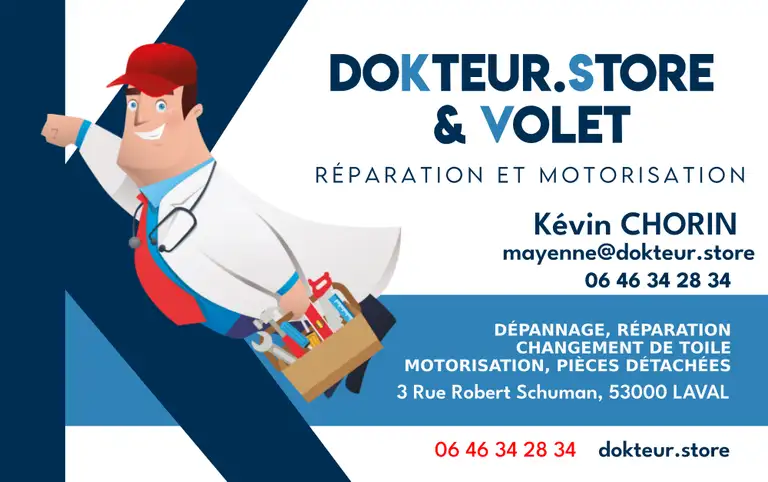 DOKTEUR.STORE
& VOLET
RÉPARATION ET MOTORISATION
Kévin CHORIN
mayenne@dokteur.store
06 46 34 28 34
DÉPANNAGE, RÉPARATION
CHANGEMENT DE TOILE
MOTORISATION, PIÈCES DÉTACHÉES
3 Rue Robert Schuman, 53000 LAVAL
06 46 34 28 34 dokteur.store